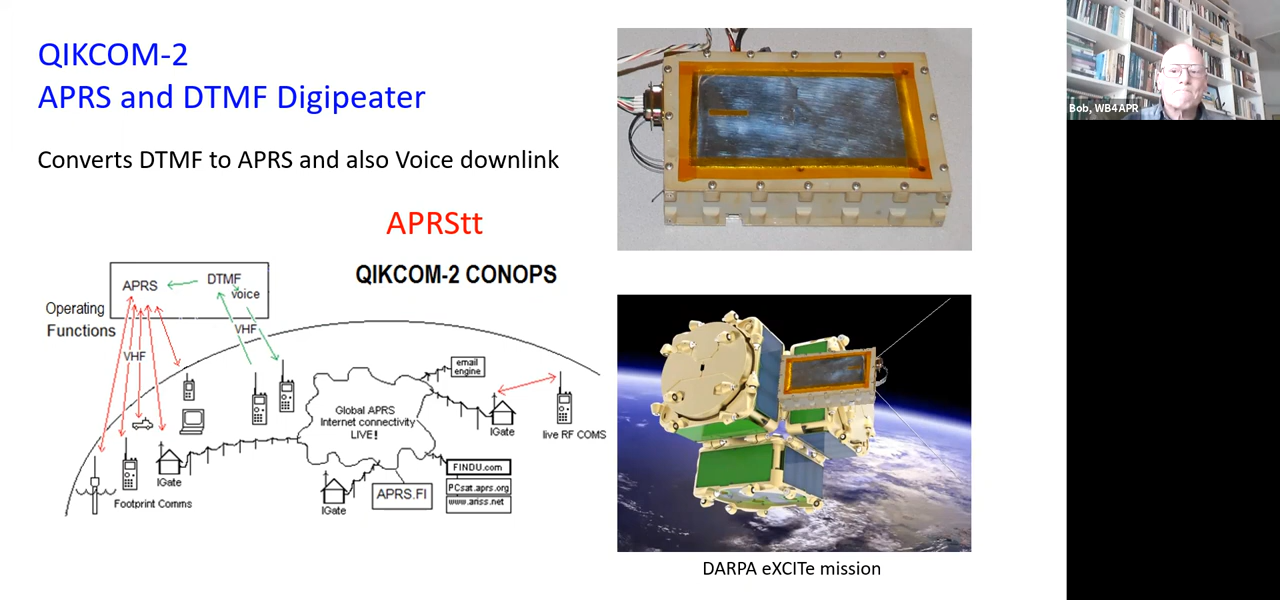 QIKCOM-2
APRS and DTMF Digipeater
Converts DTMF to APRS and also Voice downlink
APRStt
QIKCOM-2 CONOPS
APRS
DTMF
voice
Operating
Functions
VHF
VHF
email
engine
Global APRS
Internet connectivity
LIVE!
IGate
live RF COMS
IGate
FINDU.com
PCsat.aprs.org
www.ariss.net
APRS.FI
Footprint Comms
IGate
DARPA eXCITe mission
Bob, WB4APR